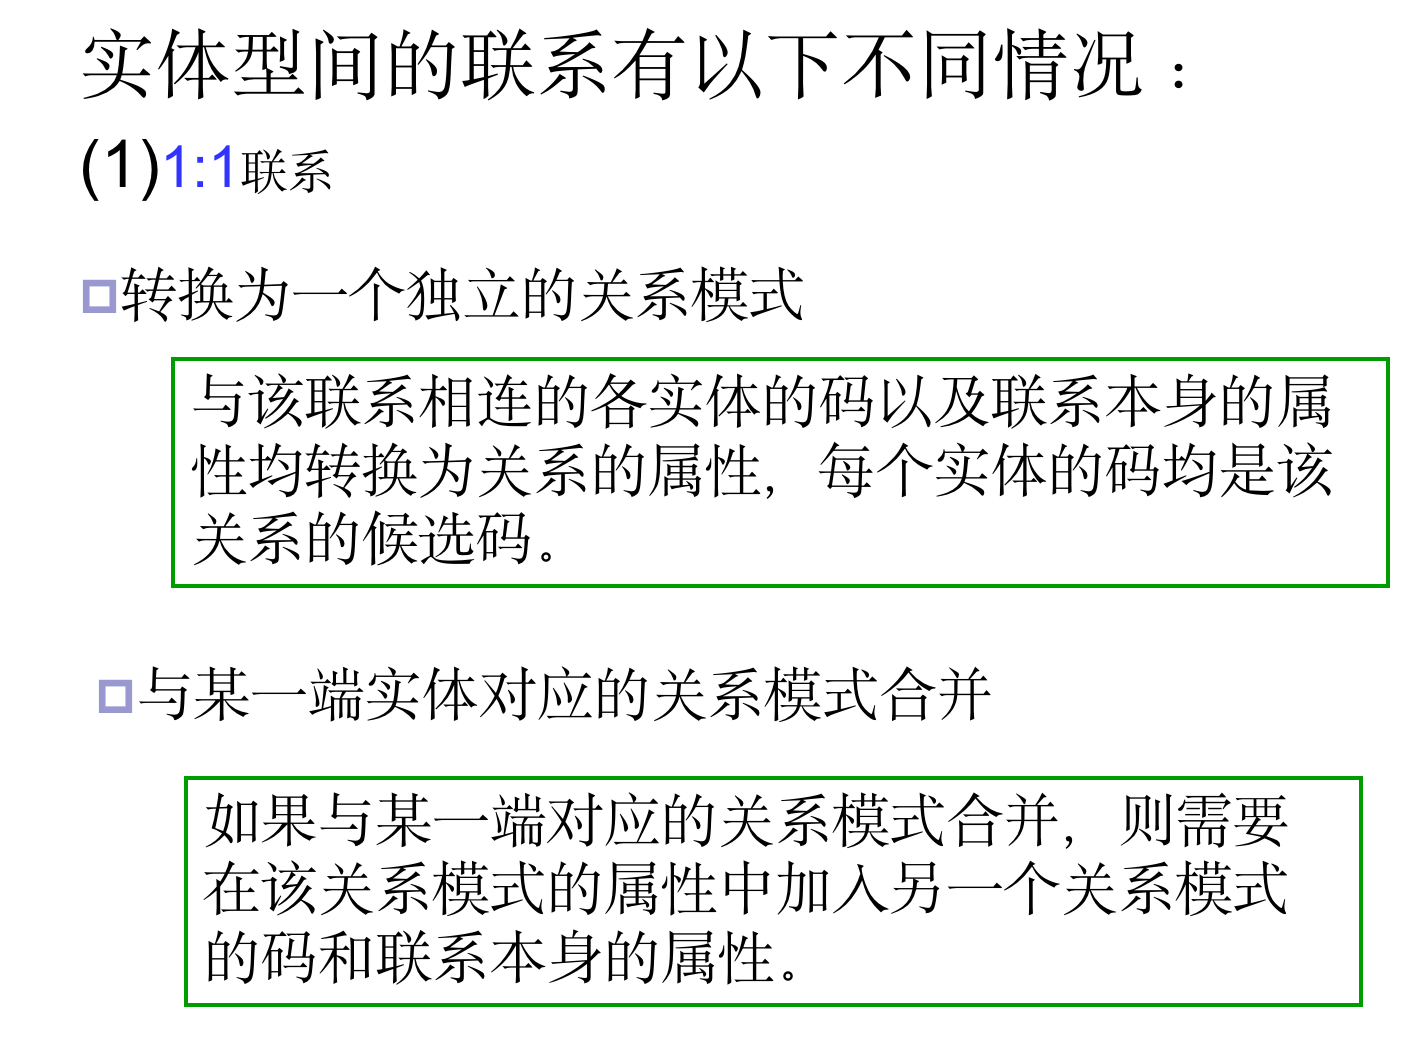 实体型间的联系有以下不同情况：
(1)1:1联系
转换为一个独立的关系模式
与该联系相连的各实体的码以及联系本身的属
性均转换为关系的属性，每个实体的码均是该
关系的候选码。
与某一端实体对应的关系模式合并
如果与某一端对应的关系模式合并，则需要
在该关系模式的属性中加入另一个关系模式
的码和联系本身的属性。